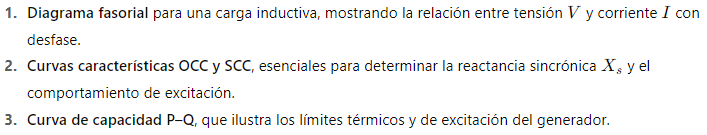 1. Diagrama fasorial para una carga inductiva, mostrando la relación entre tensión V y corriente I con
desfase.
2. Curvas características OCC y SCC, esenciales para determinar la reactancia sincrónica Xₛ y el
comportamiento de excitación.
3. Curva de capacidad P–Q, que ilustra los límites térmicos y de excitación del generador.